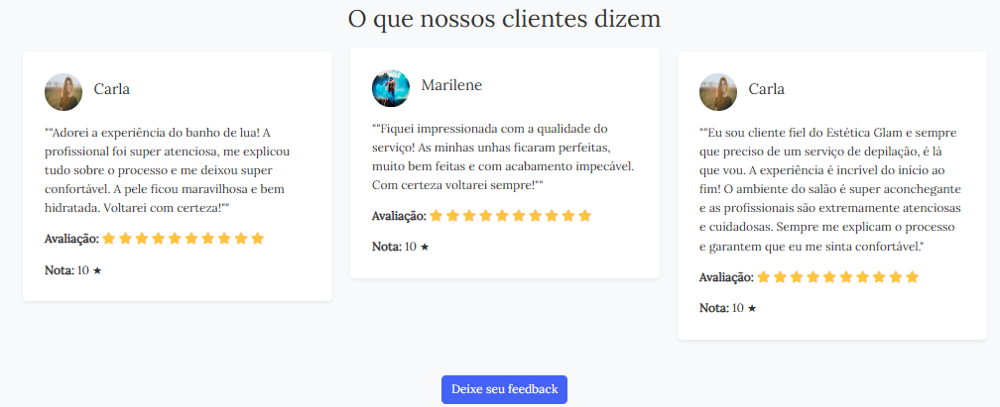 O que nossos clientes dizem
Carla
""Adorei a experiência do banho de lua! A
profissional foi super atenciosa, me explicou
tudo sobre o processo e me deixou super
confortável. A pele ficou maravilhosa e bem
hidratada. Voltarei com certeza!""
Avaliação: ★★★★★★★★★★
Nota: 10 ★
Marilene
""Fiquei impressionada com a qualidade do
serviço! As minhas unhas ficaram perfeitas,
muito bem feitas e com acabamento impecável.
Com certeza voltarei sempre!""
Avaliação: ★★★★★★★★★★
Nota: 10 ★
Carla
""Eu sou cliente fiel do Estética Glam e sempre
que preciso de um serviço de depilação, é lá
que vou. A experiência é incrível do início ao
fim! O ambiente do salão é super aconchegante
e as profissionais são extremamente atenciosas
e cuidadosas. Sempre me explicam o processo
e garantem que eu me sinta confortável."
Avaliação: ★★★★★★★★★★
Nota: 10 ★
Deixe seu feedback